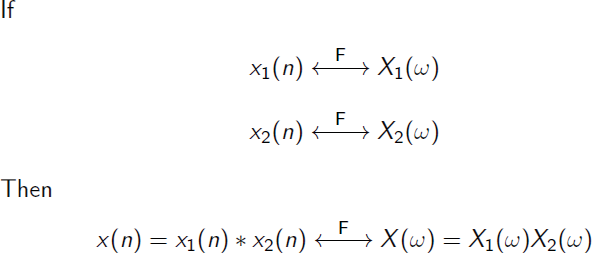 If
x₁(n) ⟷F X₁(ω)
x₂(n) ⟷F X₂(ω)
Then
x(n) = x₁(n) ∗ x₂(n) ⟷F X(ω) = X₁(ω)X₂(ω)